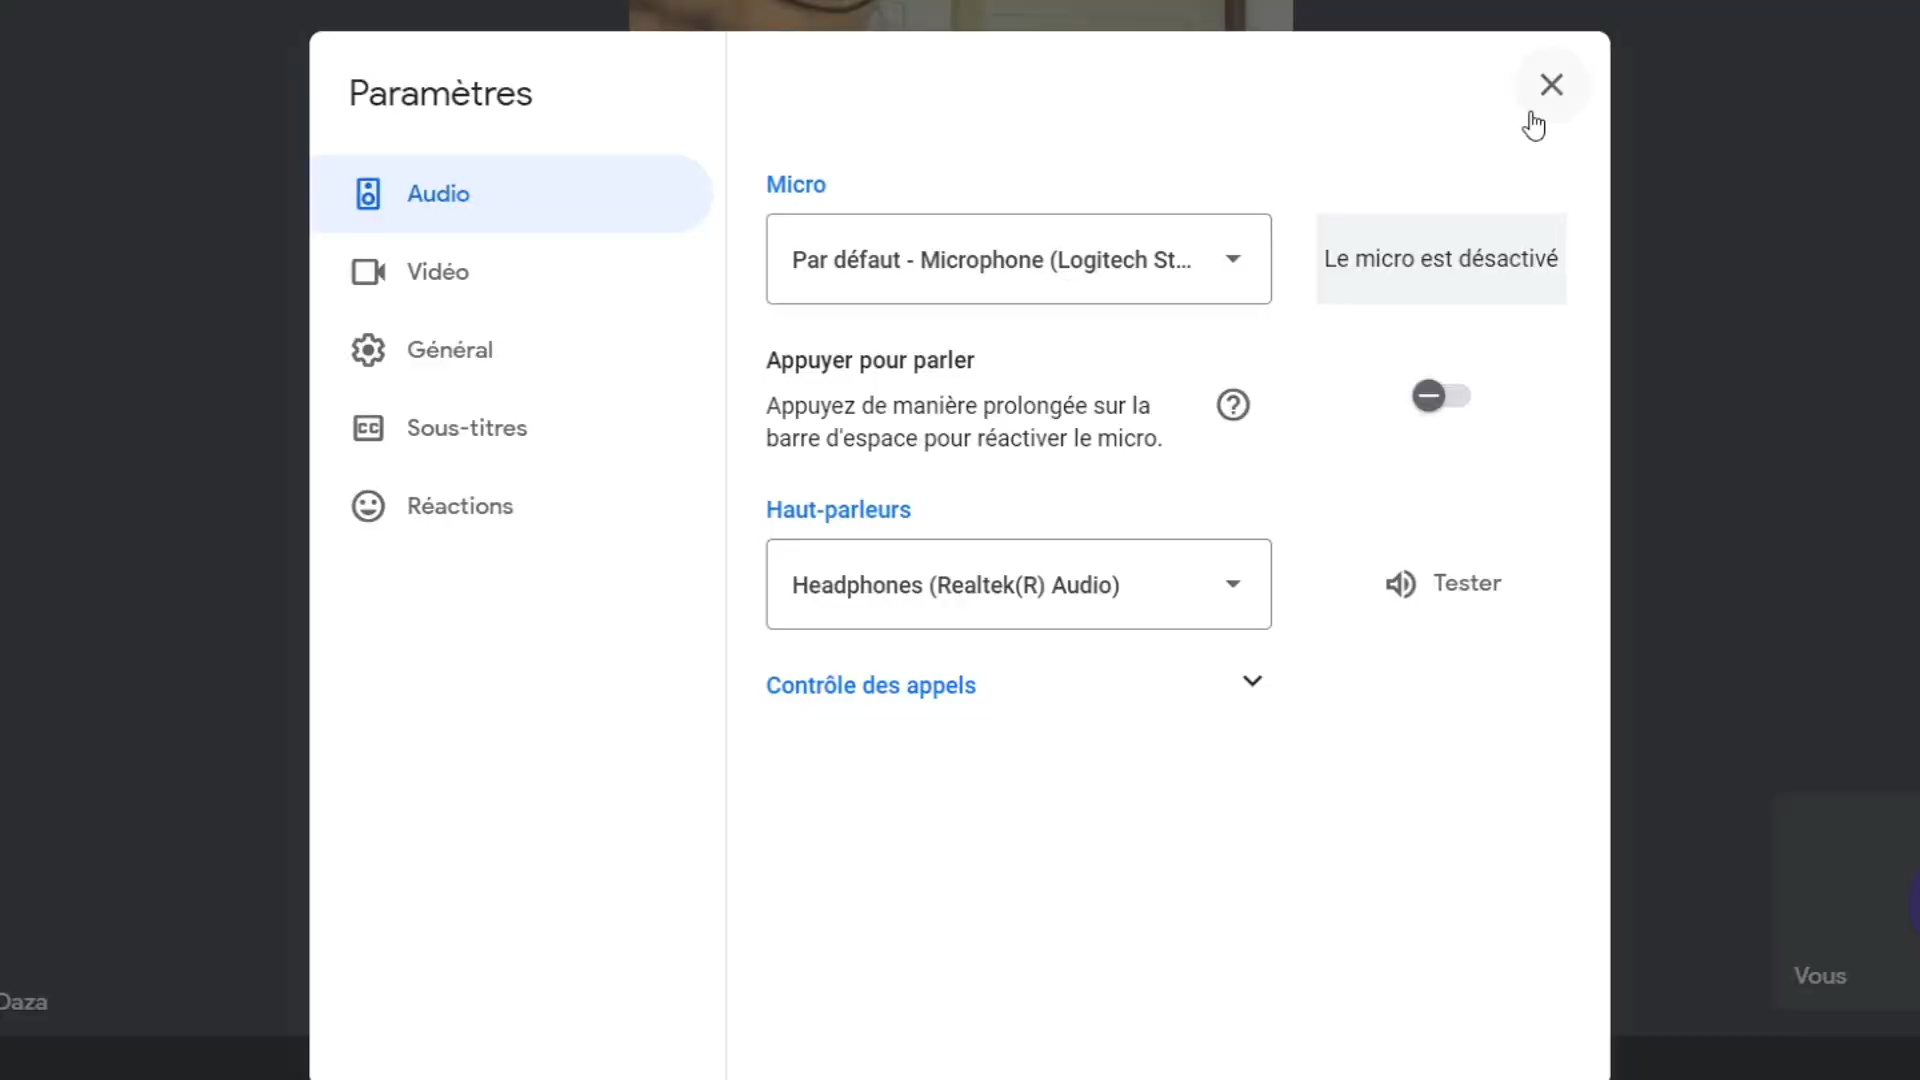 Paramètres
Audio
Vidéo
Général
Sous-titres
Réactions
Micro
Par défaut - Microphone (Logitech St...
Le micro est désactivé
Appuyer pour parler
Appuyez de manière prolongée sur la
barre d'espace pour réactiver le micro.
Haut-parleurs
Headphones (Realtek(R) Audio)
Tester
Contrôle des appels
Daza
Vous